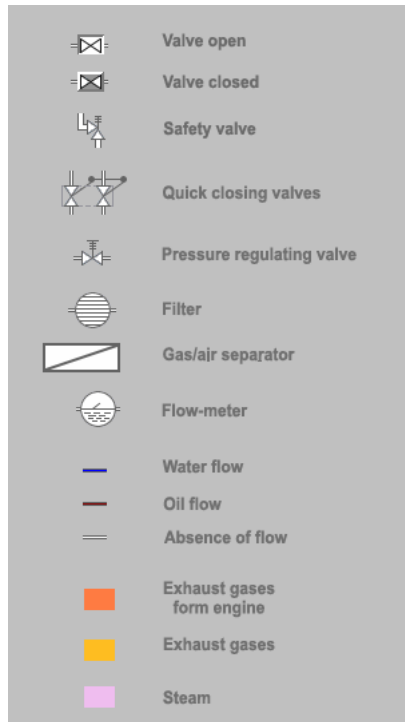 Valve open
Valve closed
Safety valve
Quick closing valves
Pressure regulating valve
Filter
Gas/air separator
Flow-meter
Water flow
Oil flow
Absence of flow
Exhaust gases
form engine
Exhaust gases
Steam